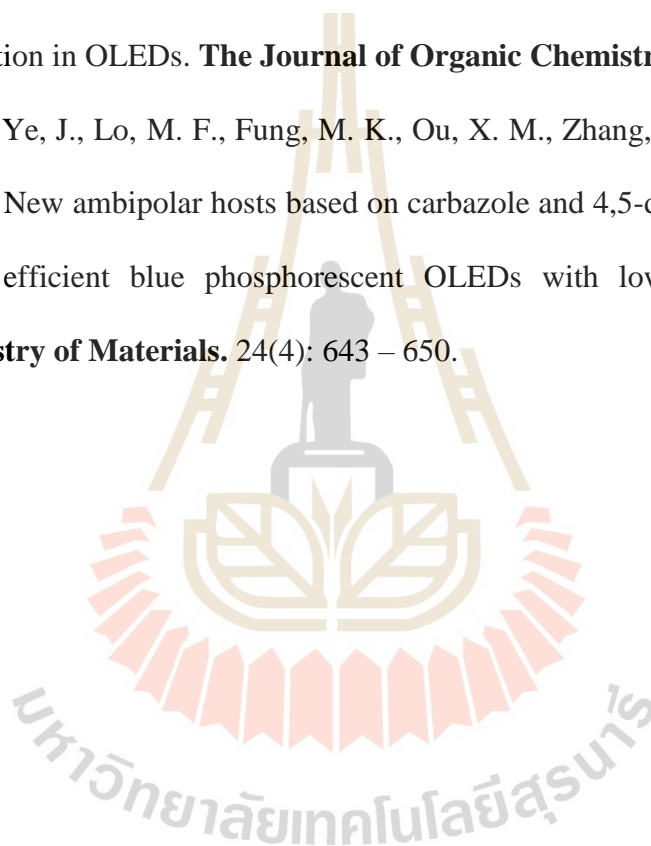 tion in OLEDs. The Journal of Organic Chemistr
Ye, J., Lo, M. F., Fung, M. K., Ou, X. M., Zhang,
New ambipolar hosts based on carbazole and 4,5-d
efficient blue phosphorescent OLEDs with low
stry of Materials. 24(4): 643 – 650.
มหาวิทยาลัยเทคโนโลยีสุรนารี